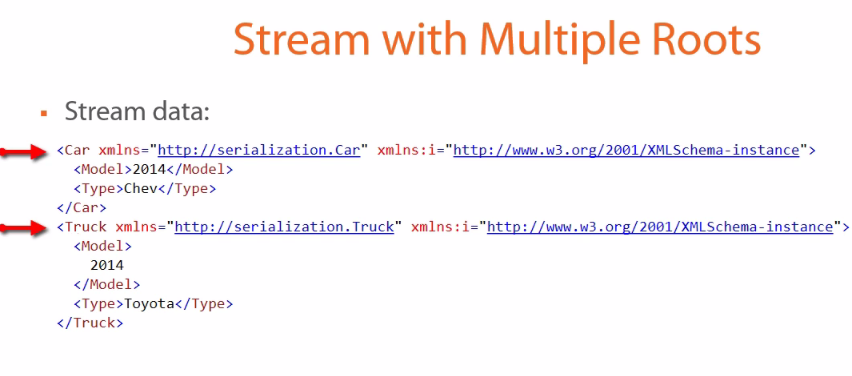 Stream with Multiple Roots
▪ Stream data:
<Car xmlns="http://serialization.Car" xmlns:i="http://www.w3.org/2001/XMLSchema-instance">
<Model>2014</Model>
<Type>Chev</Type>
</Car>
<Truck xmlns="http://serialization.Truck" xmlns:i="http://www.w3.org/2001/XMLSchema-instance">
<Model>
2014
</Model>
<Type>Toyota</Type>
</Truck>